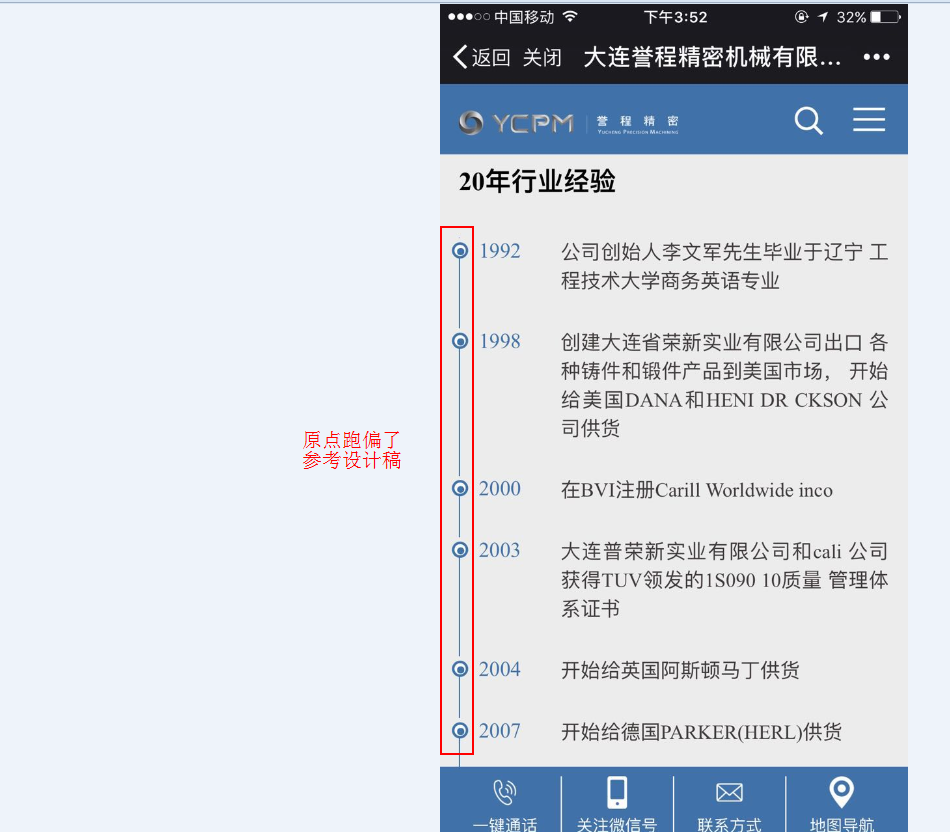 中国移动 下午3:52 32%
返回 关闭 大连誉程精密机械有限...
YCPM 誉程精密
YUCHENG PRECISION MACHINING
20年行业经验
1992 公司创始人李文军先生毕业于辽宁 工
程技术大学商务英语专业
1998 创建大连省荣新实业有限公司出口 各
种铸件和锻件产品到美国市场， 开始
给美国DANA和HENI DR CKSON 公
司供货
原点跑偏了
参考设计稿
2000 在BVI注册Carill Worldwide inco
2003 大连普荣新实业有限公司和cali 公司
获得TUV领发的1S090 10质量 管理体
系证书
2004 开始给英国阿斯顿马丁供货
2007 开始给德国PARKER(HERL)供货
一键通话 关注微信号 联系方式 地图导航